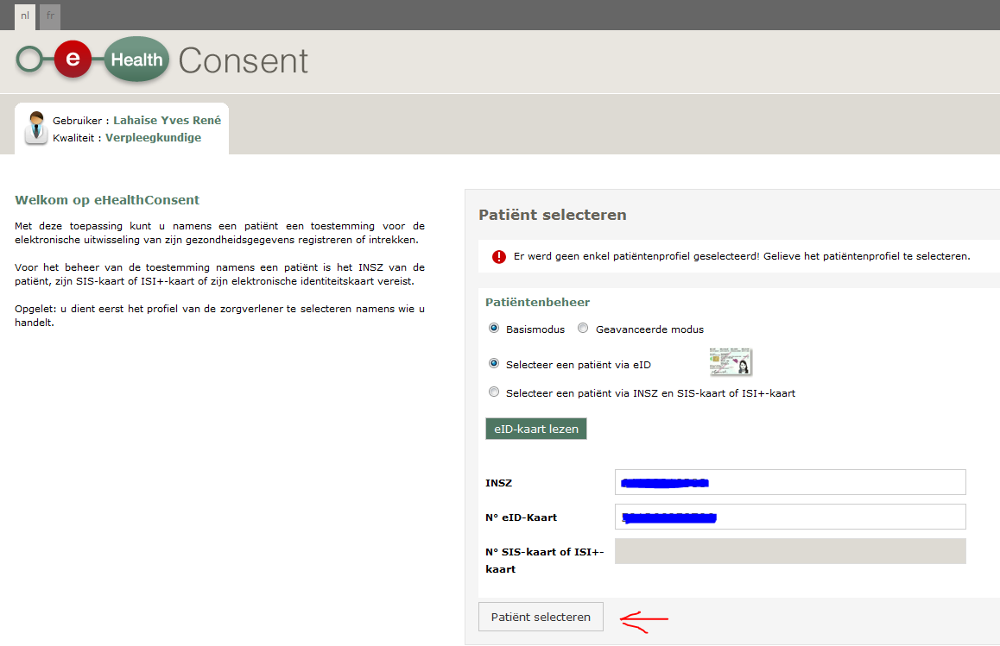 nl fr
e Health Consent
Gebruiker : Lahaise Yves René
Kwaliteit : Verpleegkundige
Welkom op eHealthConsent
Met deze toepassing kunt u namens een patiënt een toestemming voor de
elektronische uitwisseling van zijn gezondheidsgegevens registreren of intrekken.
Voor het beheer van de toestemming namens een patiënt is het INSZ van de
patiënt, zijn SIS-kaart of ISI+-kaart of zijn elektronische identiteitskaart vereist.
Opgelet: u dient eerst het profiel van de zorgverlener te selecteren namens wie u
handelt.
Patiënt selecteren
Er werd geen enkel patiëntenprofiel geselecteerd! Gelieve het patiëntenprofiel te selecteren.
Patiëntenbeheer
Basismodus Geavanceerde modus
Selecteer een patiënt via eID
Selecteer een patiënt via INSZ en SIS-kaart of ISI+-kaart
eID-kaart lezen
INSZ
N° eID-Kaart
N° SIS-kaart of ISI+-
kaart
Patiënt selecteren